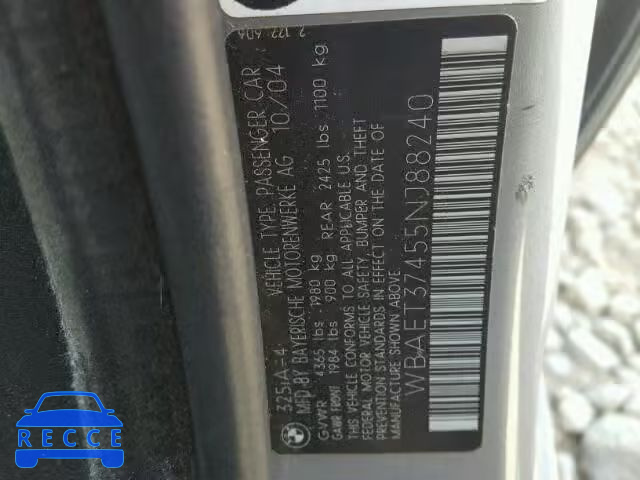 325iA-4 VEHICLE TYPE: PASSENGER CAR
MFD BY BAYERISCHE MOTORENWERKE AG 10/04
GVWR 4365 lbs 1980 kg
GAWR FRONT 1984 lbs 900 kg REAR 2425 lbs 1100 kg
THIS VEHICLE CONFORMS TO ALL APPLICABLE U.S.
FEDERAL MOTOR VEHICLE SAFETY, BUMPER AND THEFT
PREVENTION STANDARDS IN EFFECT ON THE DATE OF
MANUFACTURE SHOWN ABOVE.
WBAET37455NJ88240
RECCE